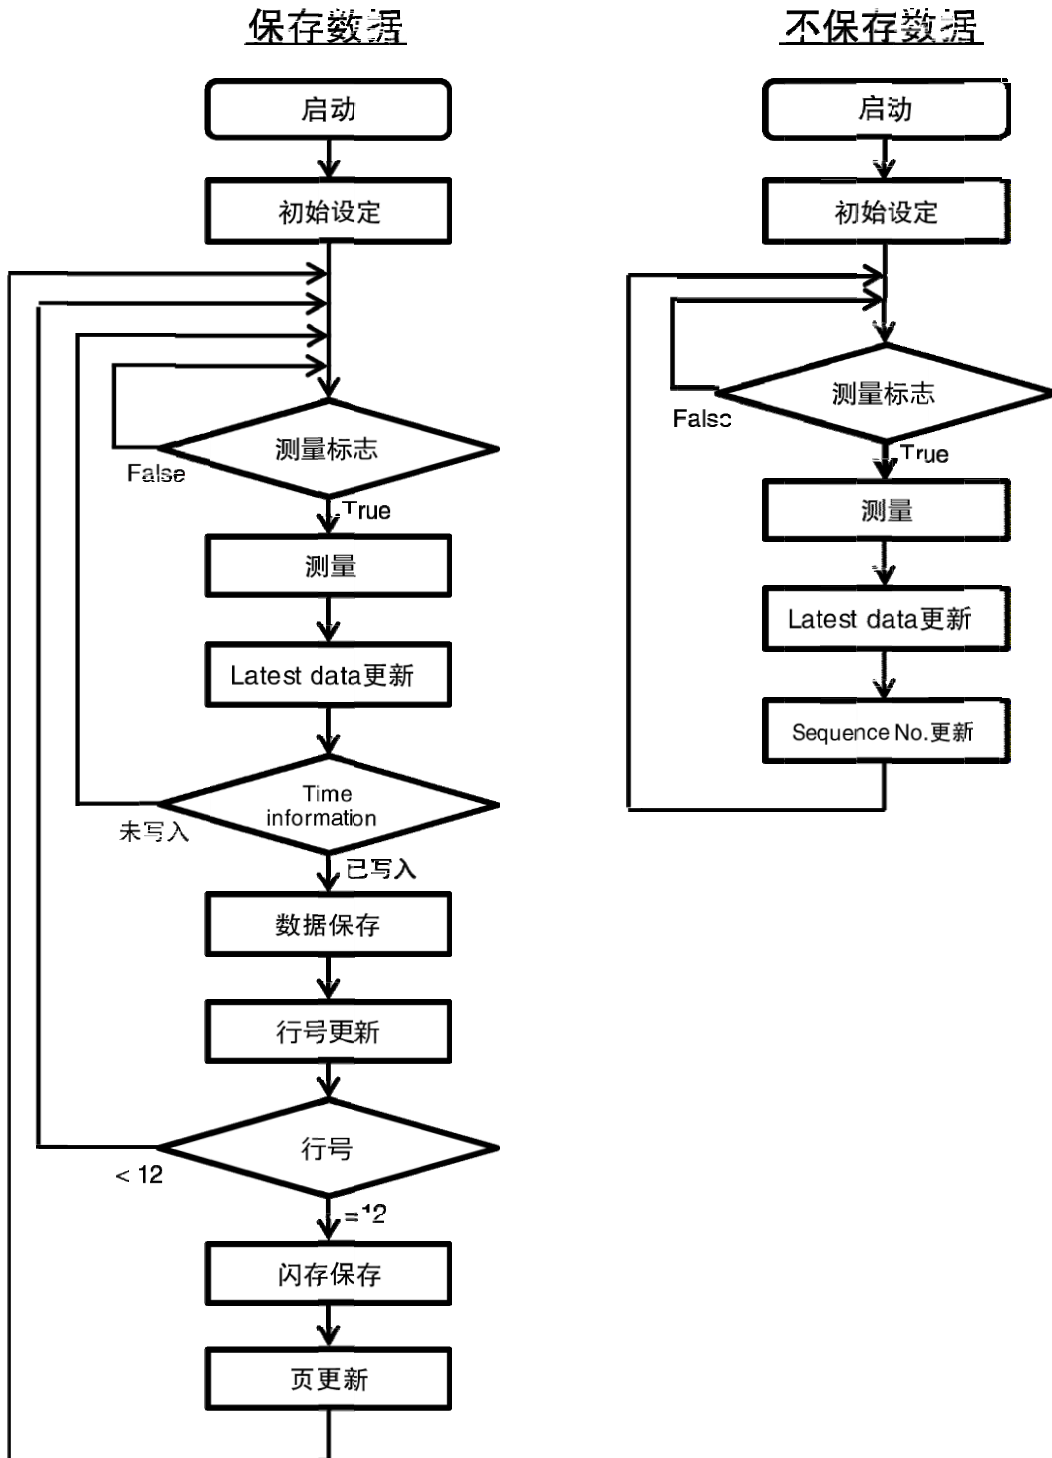 保存数据
启动
初始设定
测量标志
False
True
测量
Latest data更新
Time
information
未写入
已写入
数据保存
行号更新
行号
< 12
=12
闪存保存
页更新
不保存数据
启动
初始设定
测量标志
False
True
测量
Latest data更新
Sequence No.更新